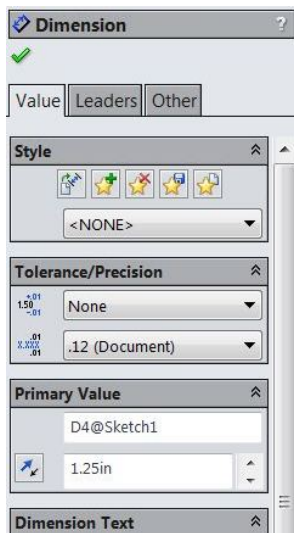 Dimension ?
Value Leaders Other
Style
<NONE>
Tolerance/Precision
1.50 +.01 -.01 None
X.XXX .01 .01 .12 (Document)
Primary Value
D4@Sketch1
1.25in
Dimension Text